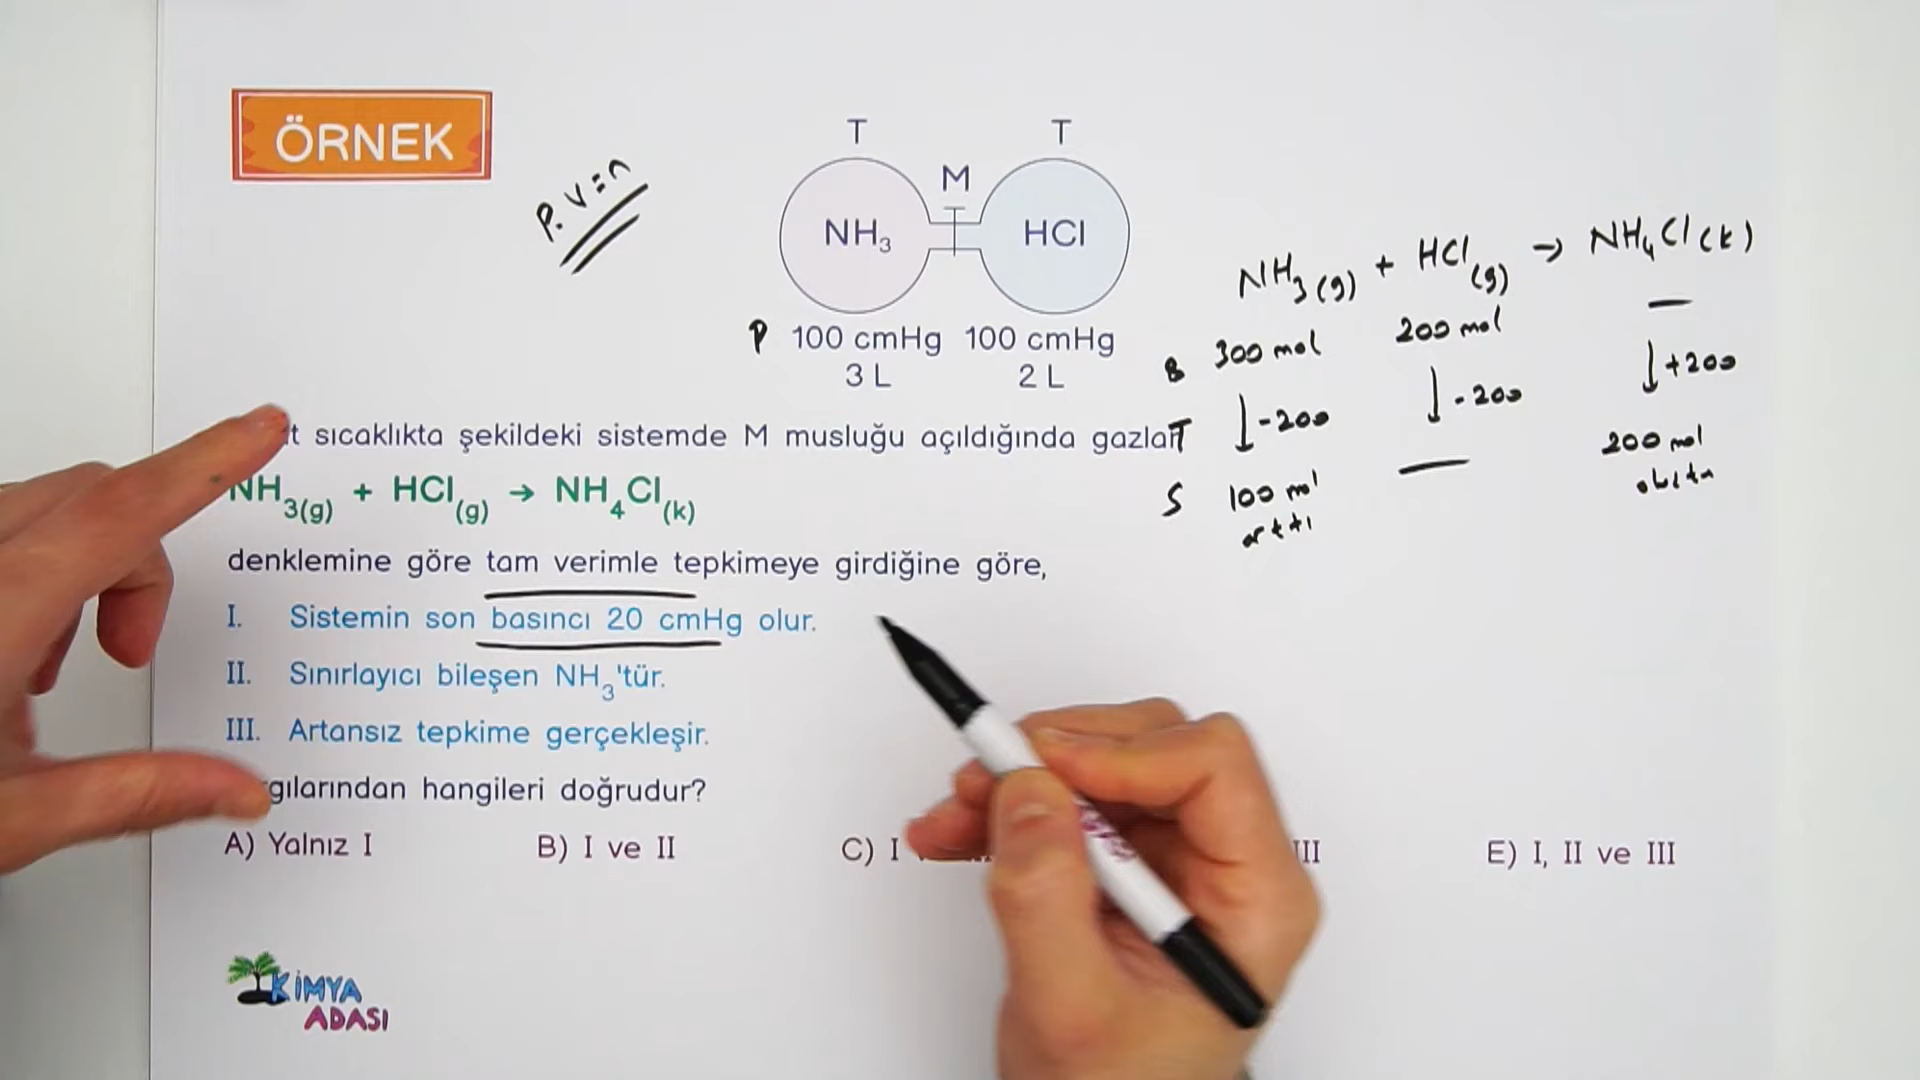 ÖRNEK
P.V=n
T T
M
NH₃ HCl
P 100 cmHg 100 cmHg
3 L 2 L
NH₃(g) + HCl(g) → NH₄Cl(k)
B 300 mol 200 mol —
T ↓-200 ↓-200 ↓+200
S 100 mol — 200 mol
arttı
sıcaklıkta şekildeki sistemde M musluğu açıldığında gazlar
NH₃(g) + HCl(g) → NH₄Cl(k)
denklemine göre tam verimle tepkimeye girdiğine göre,
I. Sistemin son basıncı 20 cmHg olur.
II. Sınırlayıcı bileşen NH₃'tür.
III. Artansız tepkime gerçekleşir.
hangileri doğrudur?
A) Yalnız I B) I ve II C) I III E) I, II ve III
KİMYA
ADASI